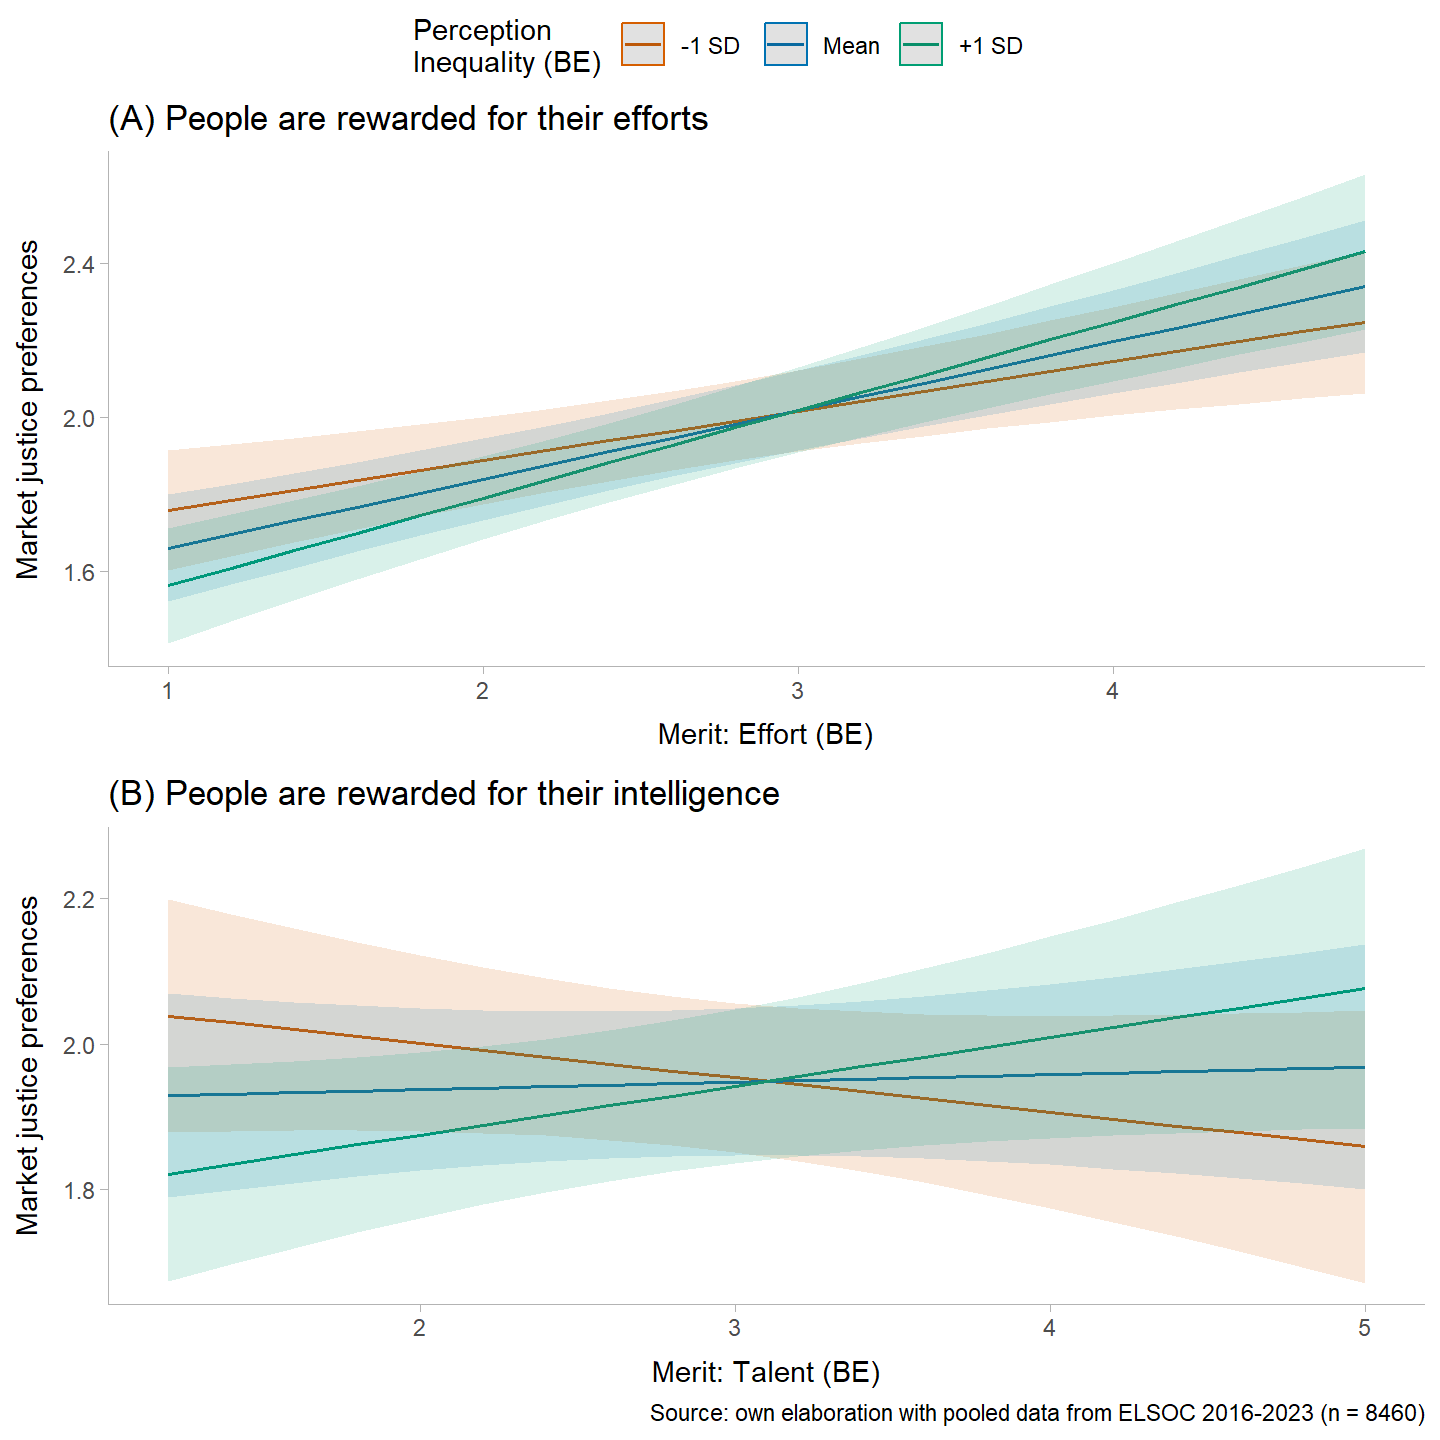 Perception
Inequality (BE)
-1 SD
Mean
+1 SD
(A) People are rewarded for their efforts
Market justice preferences
2.4
2.0
1.6
1
2
3
4
Merit: Effort (BE)
(B) People are rewarded for their intelligence
Market justice preferences
2.2
2.0
1.8
2
3
4
5
Merit: Talent (BE)
Source: own elaboration with pooled data from ELSOC 2016-2023 (n = 8460)